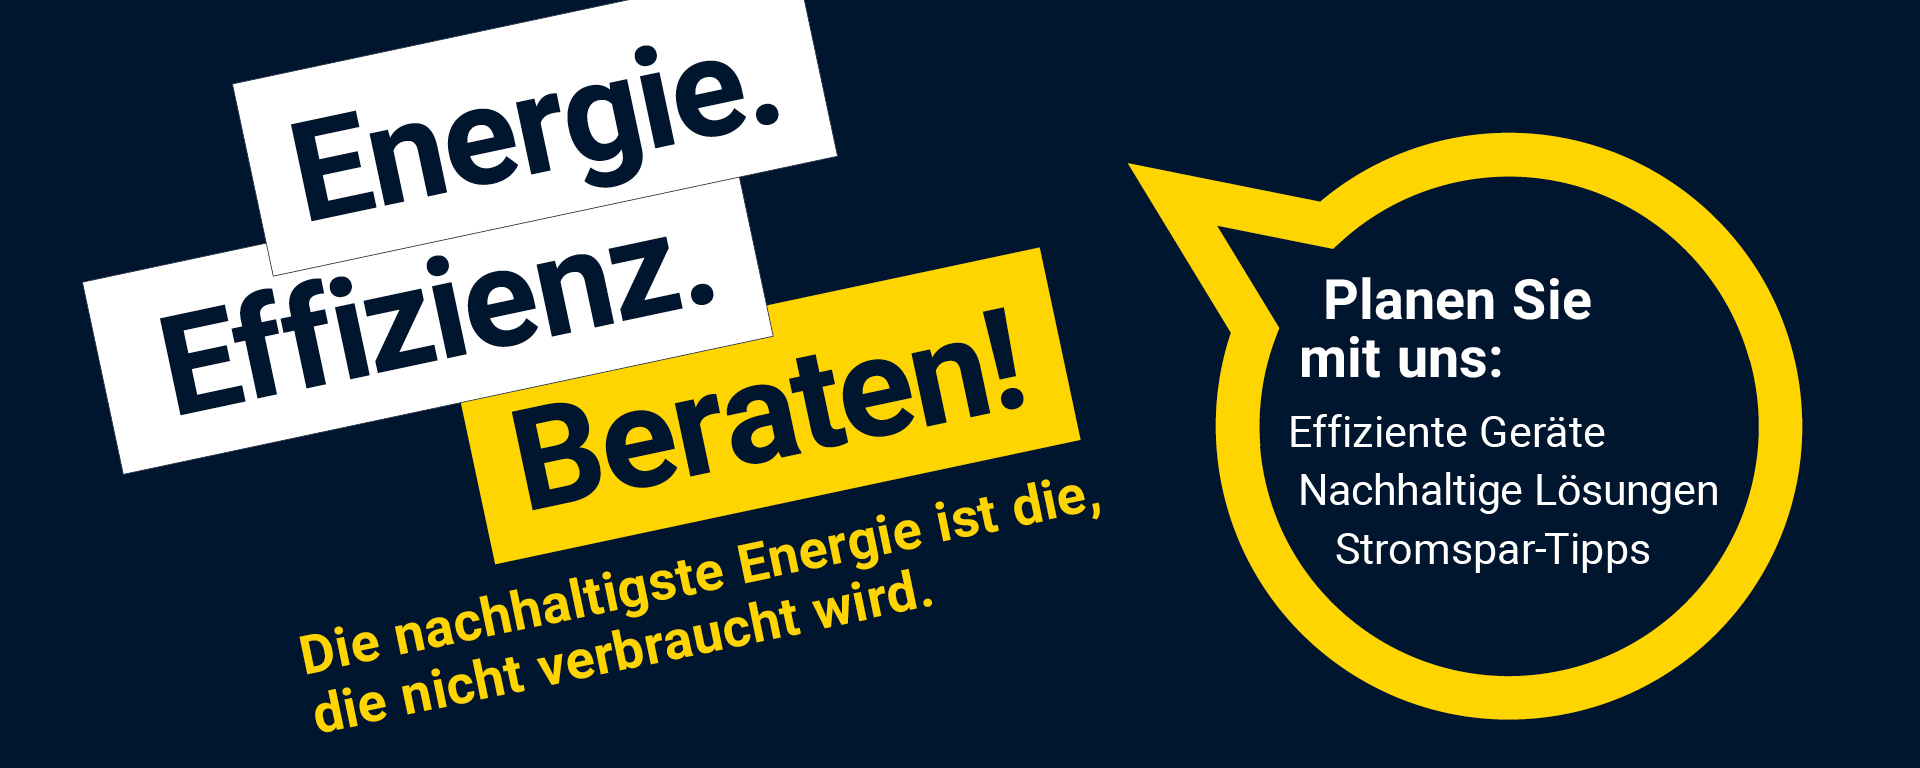 Energie.
Effizienz.
Beraten!
Die nachhaltigste Energie ist die,
die nicht verbraucht wird.
Planen Sie
mit uns:
Effiziente Geräte
Nachhaltige Lösungen
Stromspar-Tipps